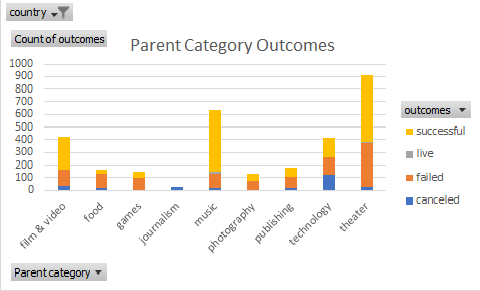 country
Count of outcomes
Parent Category Outcomes
1000
900
800
700
600
500
400
300
200
100
0
film & video
food
games
journalism
music
photography
publishing
technology
theater
outcomes
successful
live
failed
canceled
Parent category